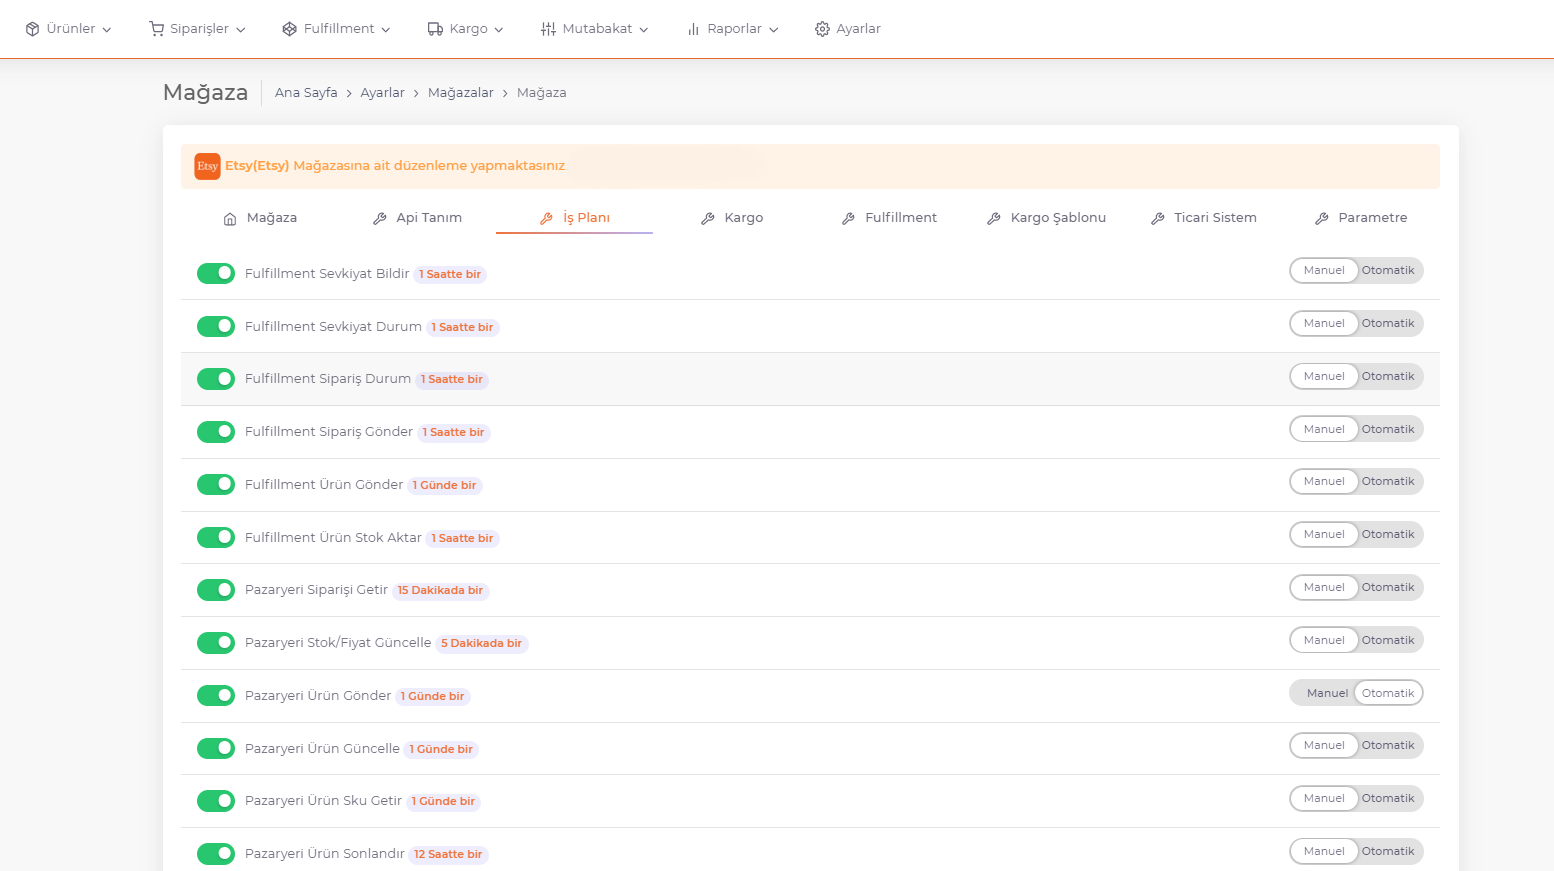 Ürünler Siparişler Fulfillment Kargo Mutabakat Raporlar Ayarlar
Mağaza Ana Sayfa > Ayarlar > Mağazalar > Mağaza
Etsy Etsy(Etsy) Mağazasına ait düzenleme yapmaktasınız
Mağaza Api Tanım İş Planı Kargo Fulfillment Kargo Şablonu Ticari Sistem Parametre
Fulfillment Sevkiyat Bildir 1 Saatte bir Manuel Otomatik
Fulfillment Sevkiyat Durum 1 Saatte bir Manuel Otomatik
Fulfillment Sipariş Durum 1 Saatte bir Manuel Otomatik
Fulfillment Sipariş Gönder 1 Saatte bir Manuel Otomatik
Fulfillment Ürün Gönder 1 Günde bir Manuel Otomatik
Fulfillment Ürün Stok Aktar 1 Saatte bir Manuel Otomatik
Pazaryeri Siparişi Getir 15 Dakikada bir Manuel Otomatik
Pazaryeri Stok/Fiyat Güncelle 5 Dakikada bir Manuel Otomatik
Pazaryeri Ürün Gönder 1 Günde bir Manuel Otomatik
Pazaryeri Ürün Güncelle 1 Günde bir Manuel Otomatik
Pazaryeri Ürün Sku Getir 1 Günde bir Manuel Otomatik
Pazaryeri Ürün Sonlandır 12 Saatte bir Manuel Otomatik